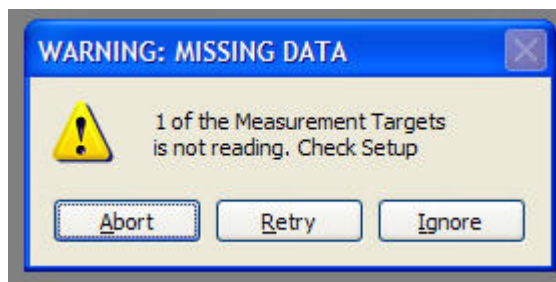 WARNING: MISSING DATA
1 of the Measurement Targets
is not reading. Check Setup
Abort
Retry
Ignore